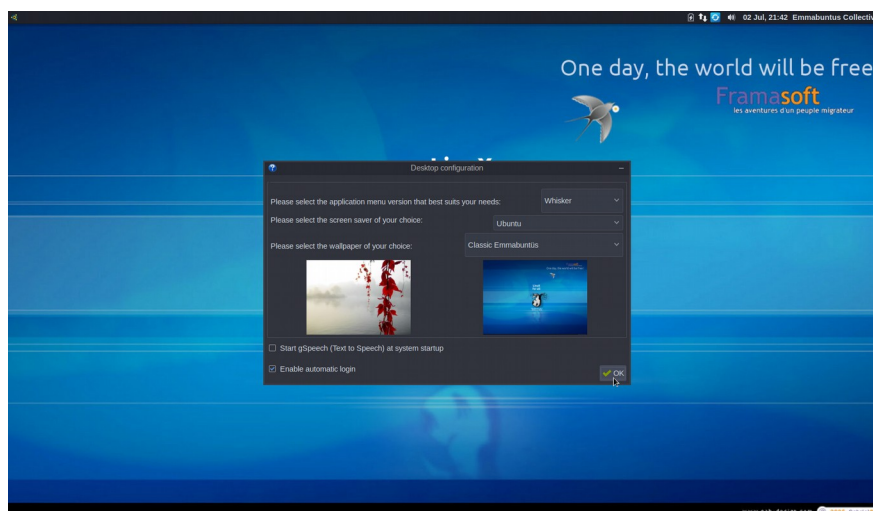 02 Jul, 21:42 Emmabuntus Collectiv
One day, the world will be free
Framasoft
les aventures d'un peuple migrateur
Desktop configuration
Please select the application menu version that best suits your needs: Whisker
Please select the screen saver of your choice: Ubuntu
Please select the wallpaper of your choice: Classic Emmabuntüs
Start gSpeech (Text to Speech) at system startup
Enable automatic login
OK